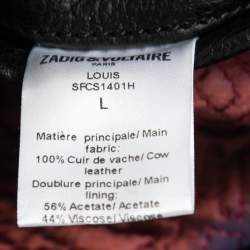 ZADIG & VOLTAIRE
PARIS
LOUIS
SFCS1401H
L
Matière principale/ Main
fabric:
100% Cuir de vache/ Cow
leather
Doublure principale/ Main
lining:
56% Acetate/ Acetate
44% Viscose/ Viscose